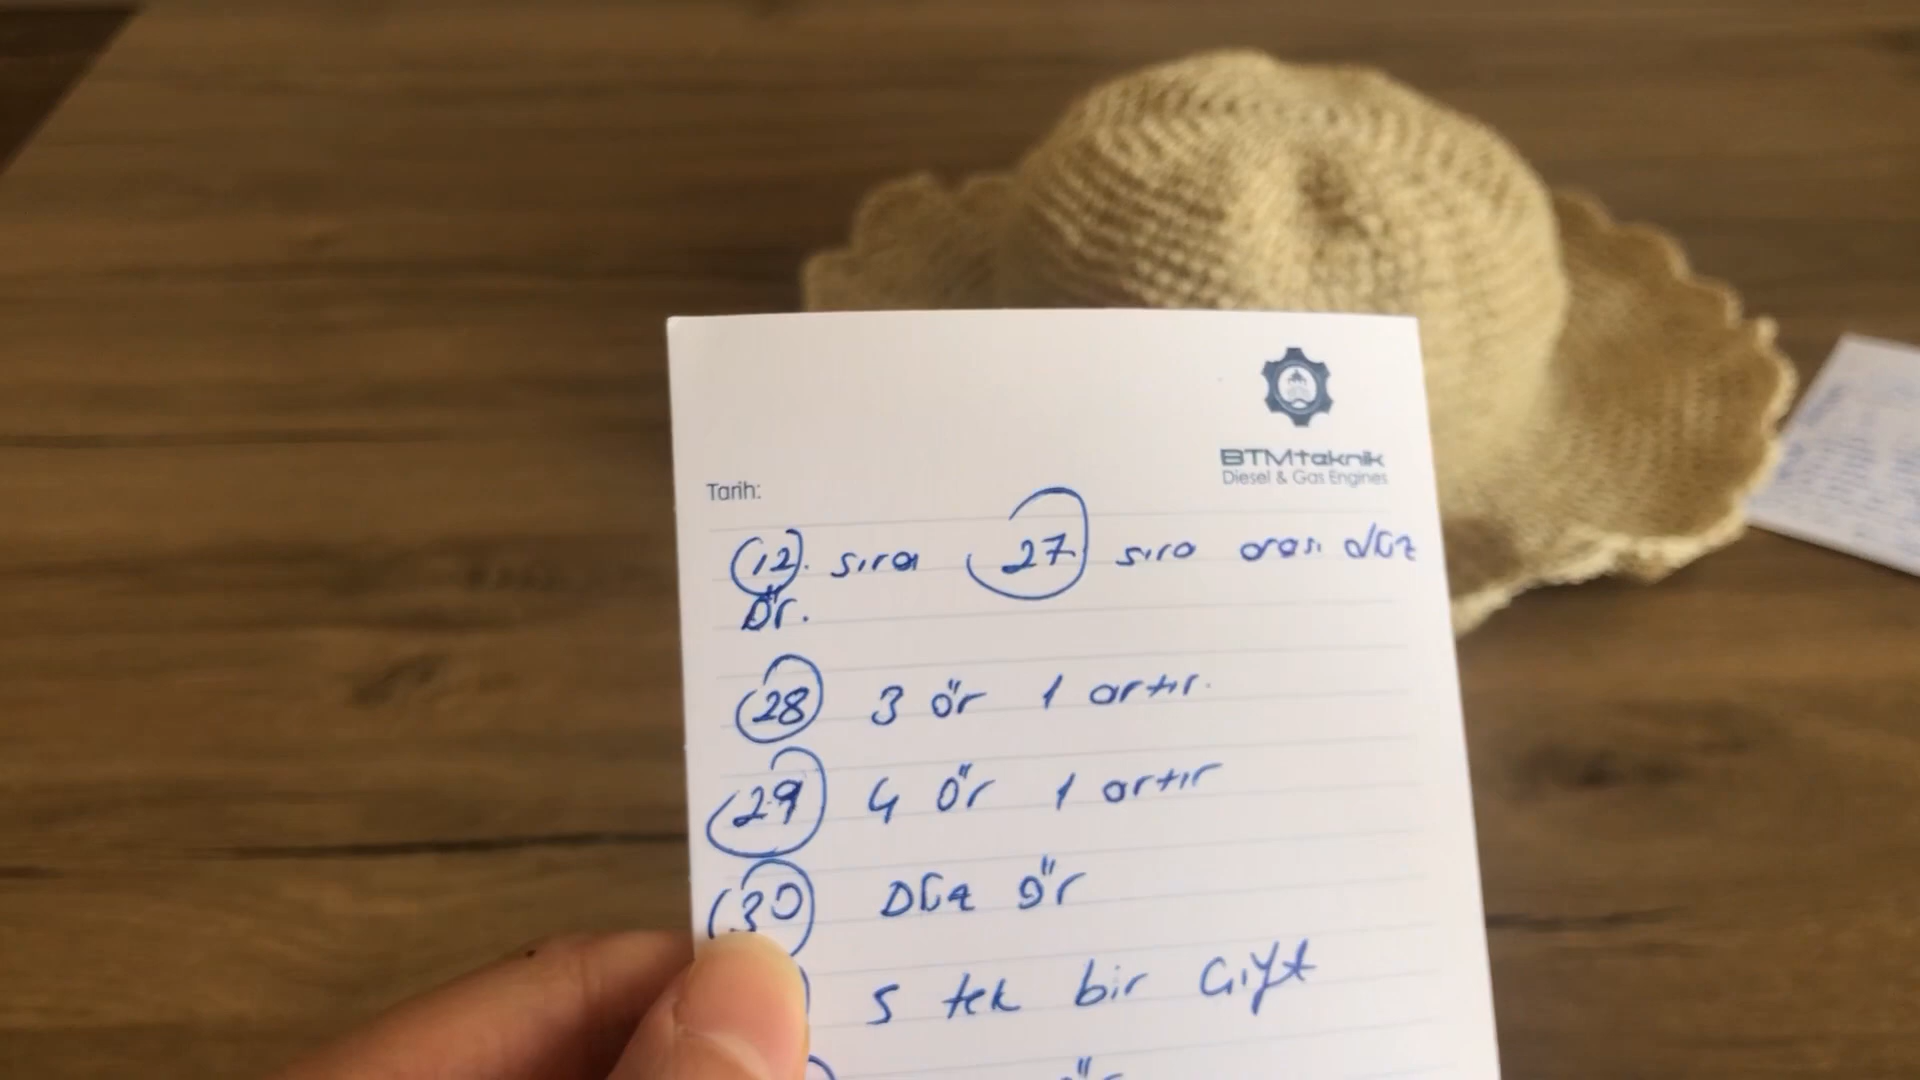 BTMteknik
Diesel & Gas Engines
Tarih:
12. sıra 27 sıra arası düz
ör.
28 3 ör 1 artır.
29 4 ör 1 artır
30 Düz ör
5 tek bir çift